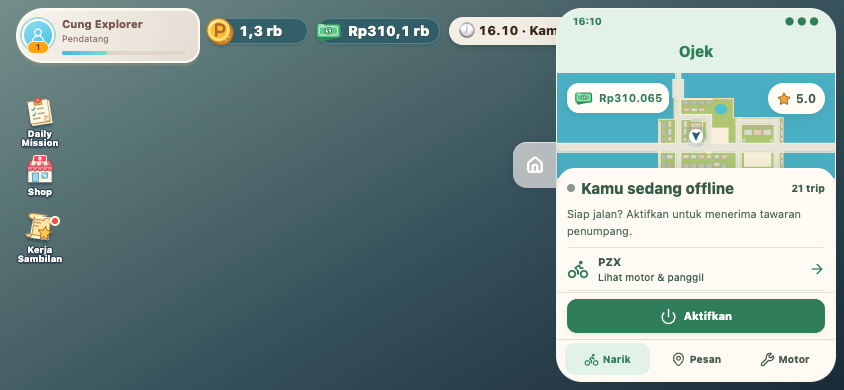 Cung Explorer
Pendatang
1
P
1,3 rb
Rp310,1 rb
16.10 · Kam
Daily
Mission
Shop
Kerja
Sambilan
16:10
Ojek
Rp310.065
5.0
Kamu sedang offline
21 trip
Siap jalan? Aktifkan untuk menerima tawaran
penumpang.
PZX
Lihat motor & panggil
Aktifkan
Narik
Pesan
Motor